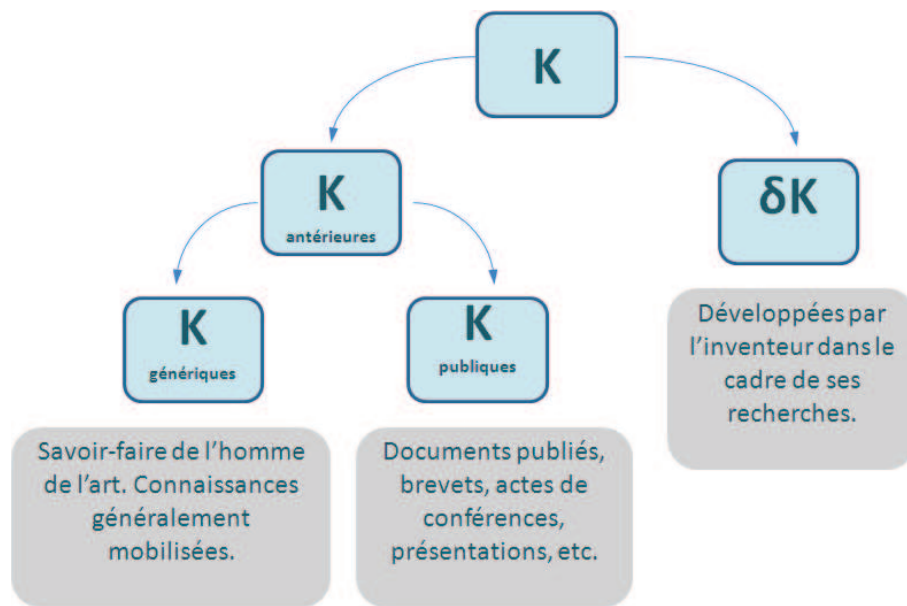 K
K
antérieures
δK
K
génériques
K
publiques
Développées par
l’inventeur dans le
cadre de ses
recherches.
Savoir-faire de l’homme
de l’art. Connaissances
généralement
mobilisées.
Documents publiés,
brevets, actes de
conférences,
présentations, etc.